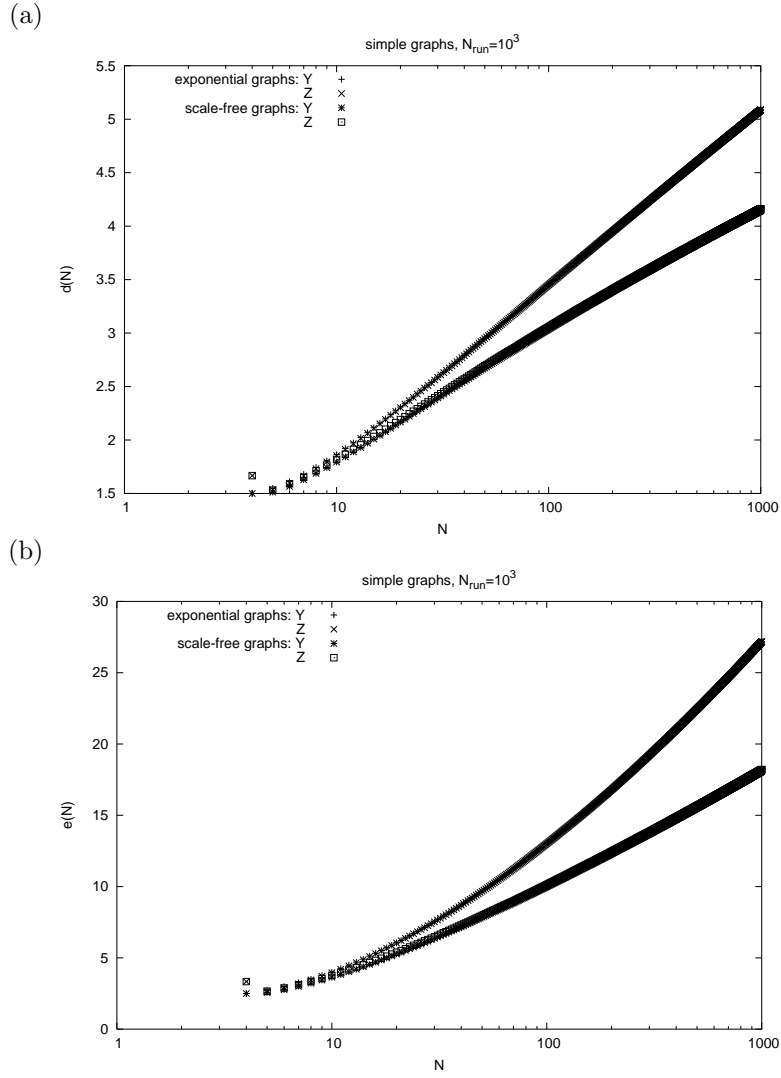 (a)
simple graphs, N_run=10^3
exponential graphs: Y
Z
scale-free graphs: Y
Z
5.5
5
4.5
4
3.5
3
2.5
2
1.5
d(N)
1 10 100 1000
N
(b)
simple graphs, N_run=10^3
exponential graphs: Y
Z
scale-free graphs: Y
Z
30
25
20
15
10
5
0
e(N)
1 10 100 1000
N